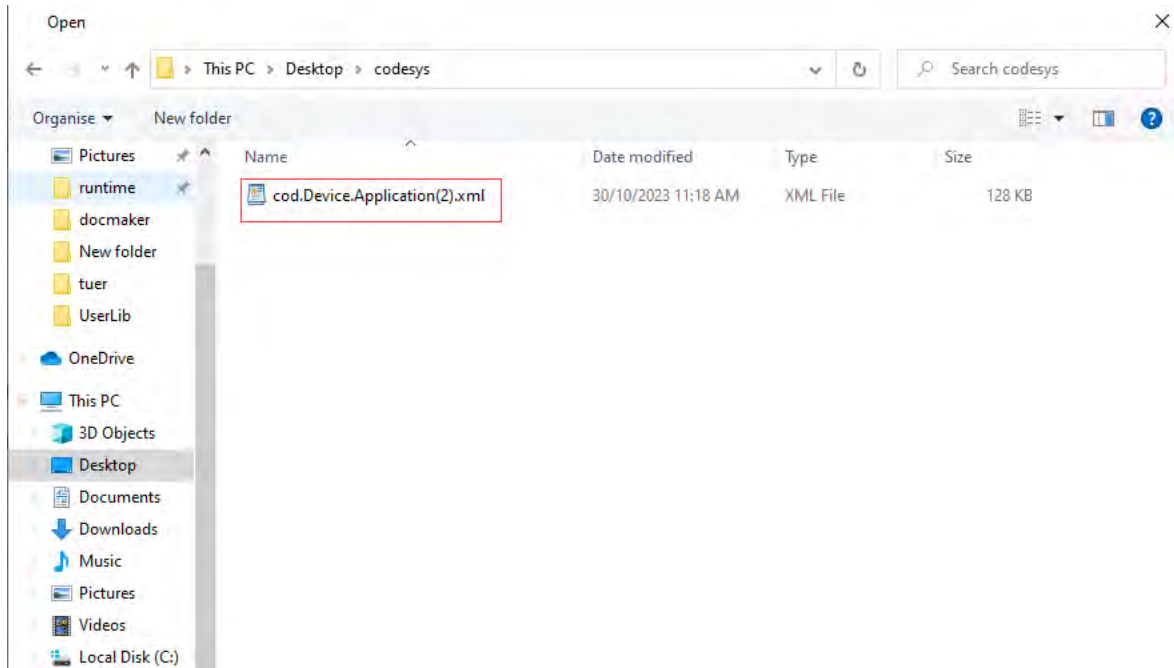 Open
This PC > Desktop > codesys
Search codesys
Organise
New folder
Name
Date modified
Type
Size
cod.Device.Application(2).xml
30/10/2023 11:18 AM
XML File
128 KB
Pictures
runtime
docmaker
New folder
tuer
UserLib
OneDrive
This PC
3D Objects
Desktop
Documents
Downloads
Music
Pictures
Videos
Local Disk (C:)